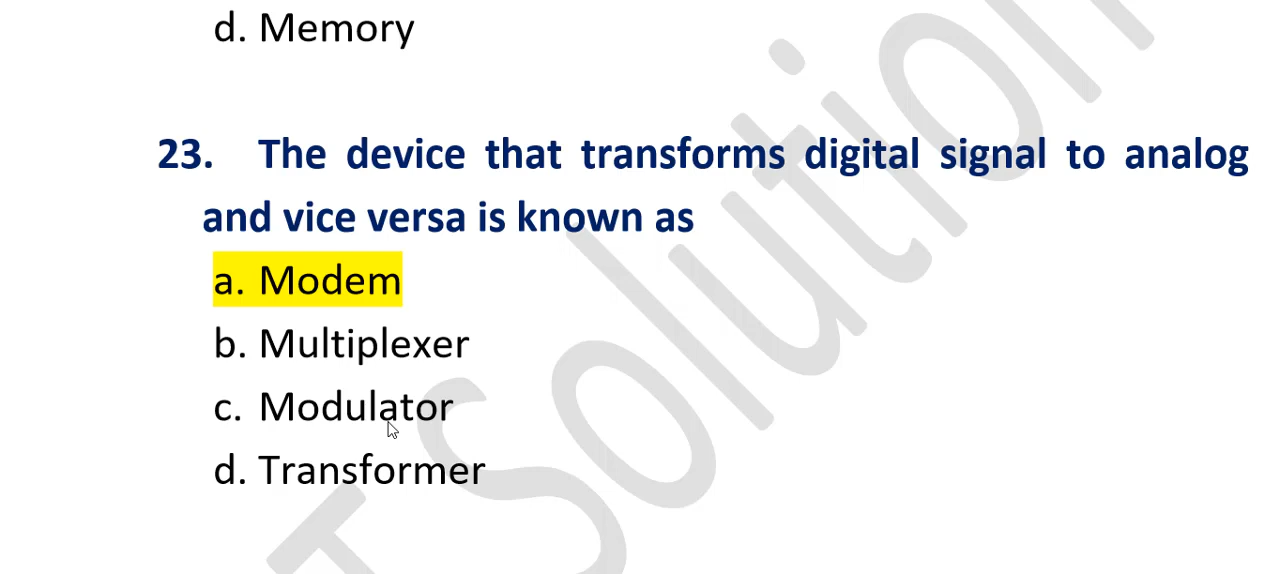 d. Memory
23. The device that transforms digital signal to analog
and vice versa is known as
a. Modem
b. Multiplexer
c. Modulator
d. Transformer
T Solution